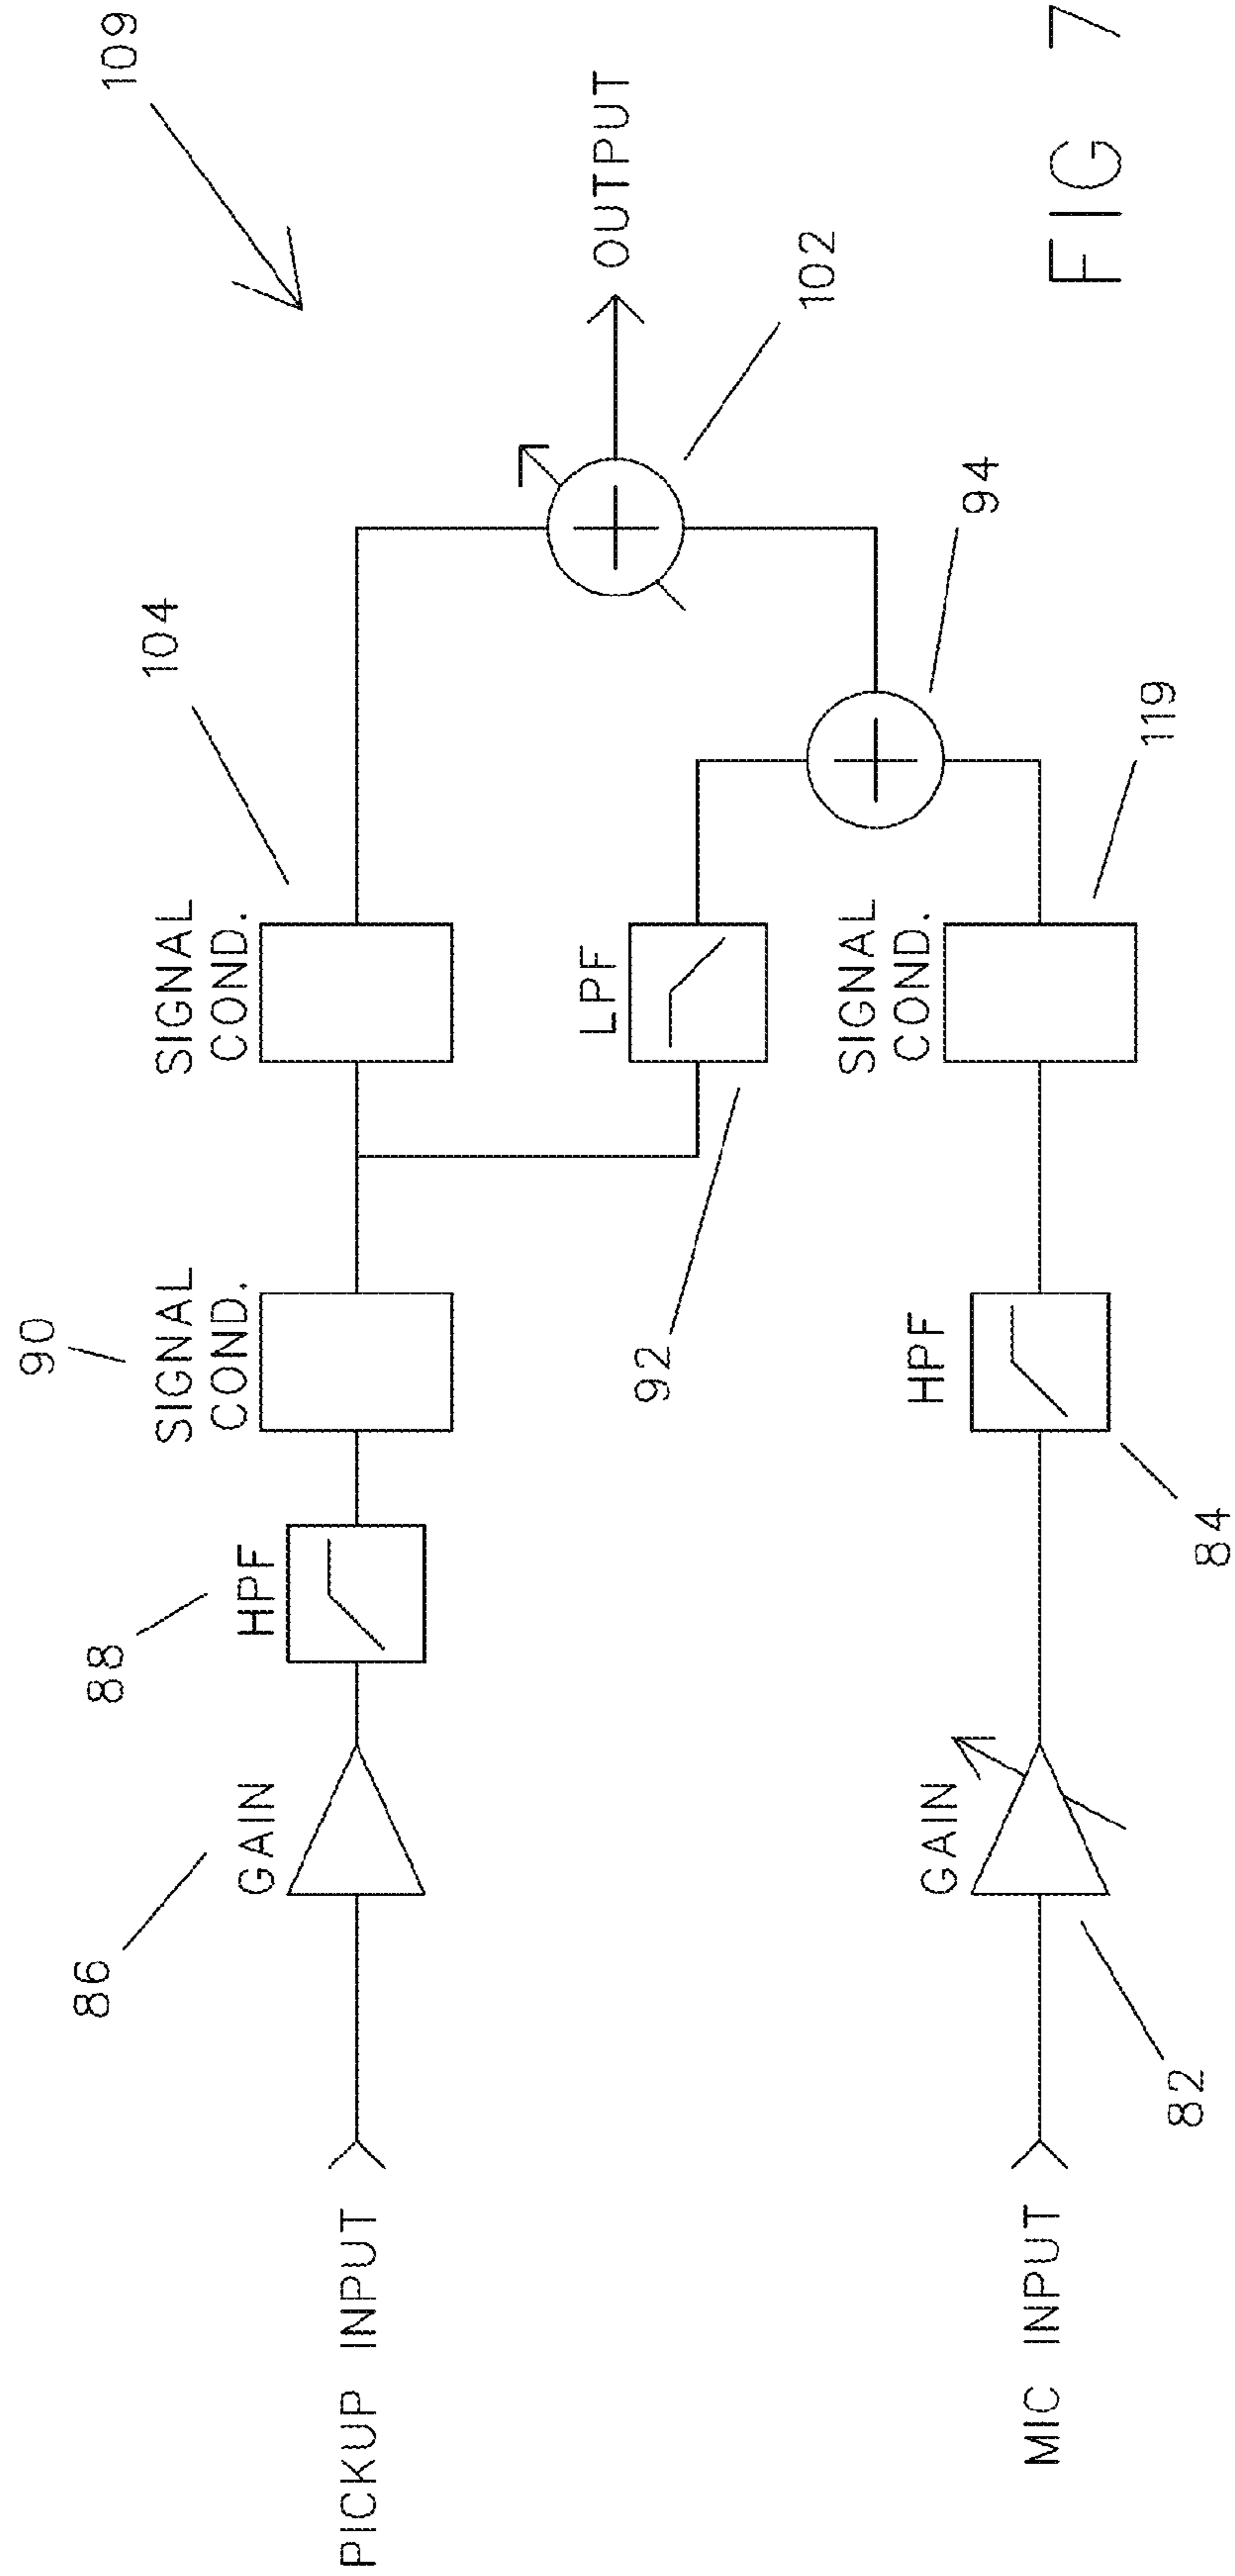 109
90
104
SIGNAL
COND.
SIGNAL
COND.
88
HPF
86
GAIN
PICKUP INPUT
OUTPUT
102
LPF
92
94
SIGNAL
COND.
119
HPF
84
GAIN
82
MIC INPUT
FIG 7